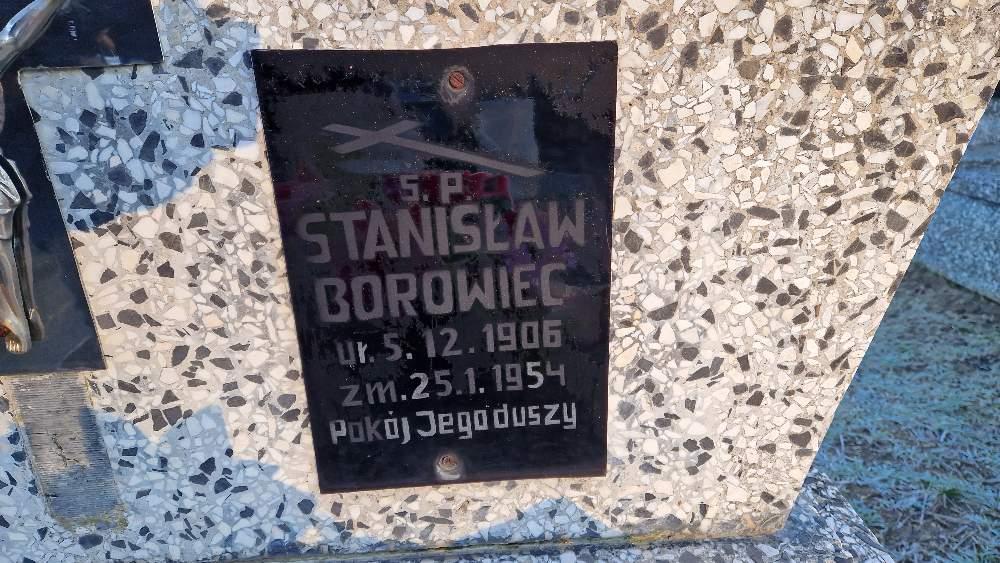 Ś.P.
STANISŁAW
BOROWIEC
ur. 5. 12. 1906
zm. 25. 1. 1954
Pokój Jego duszy